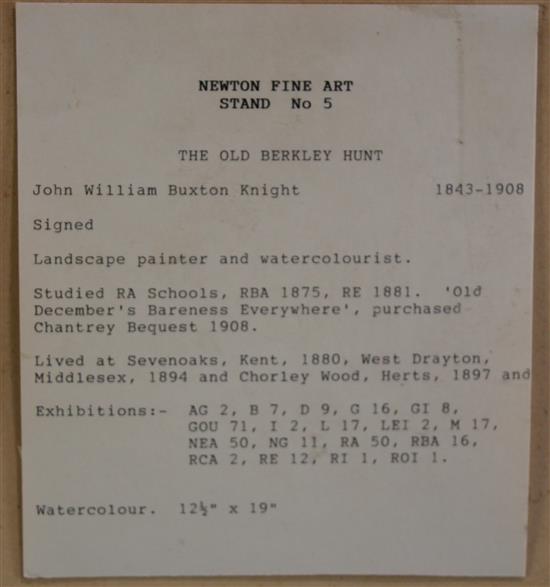 NEWTON FINE ART
STAND No 5
THE OLD BERKLEY HUNT
John William Buxton Knight 1843-1908
Signed
Landscape painter and watercolourist.
Studied RA Schools, RBA 1875, RE 1881. 'Old
December's Bareness Everywhere', purchased
Chantrey Bequest 1908.
Lived at Sevenoaks, Kent, 1880, West Drayton,
Middlesex, 1894 and Chorley Wood, Herts, 1897 and
Exhibitions:- AG 2, B 7, D 9, G 16, GI 8,
GOU 71, I 2, L 17, LEI 2, M 17,
NEA 50, NG 11, RA 50, RBA 16,
RCA 2, RE 12, RI 1, ROI 1.
Watercolour. 12½" x 19"